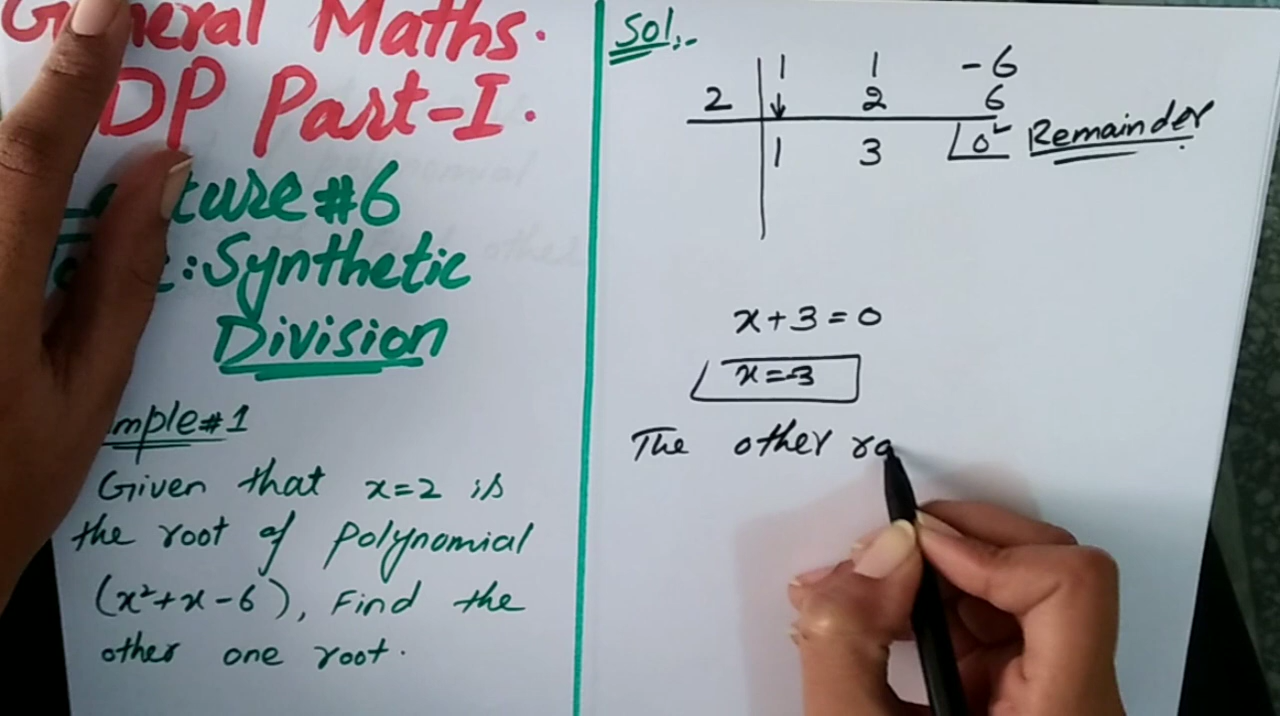 General Maths.
DP Part-I.
Lecture #6
:Synthetic
Division
mple#1
Given that x=2 is
the root of polynomial
(x²+x-6), Find the
other one root.
Sol:-
1 1 -6
2 ↓ 2 6
1 3 0 Remainder
x+3=0
x=-3
The other ro